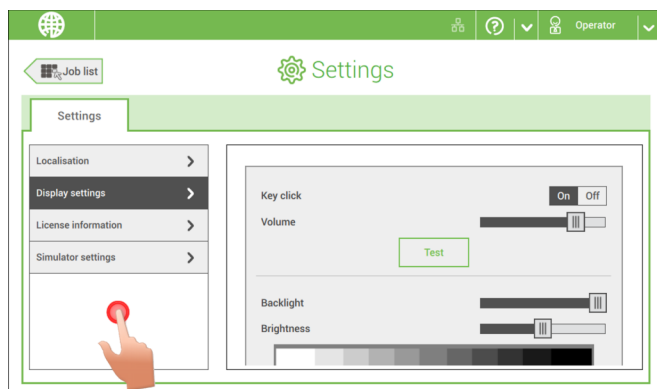 Operator
Job list
Settings
Settings
Localisation
Display settings
License information
Simulator settings
Key click
On Off
Volume
Test
Backlight
Brightness